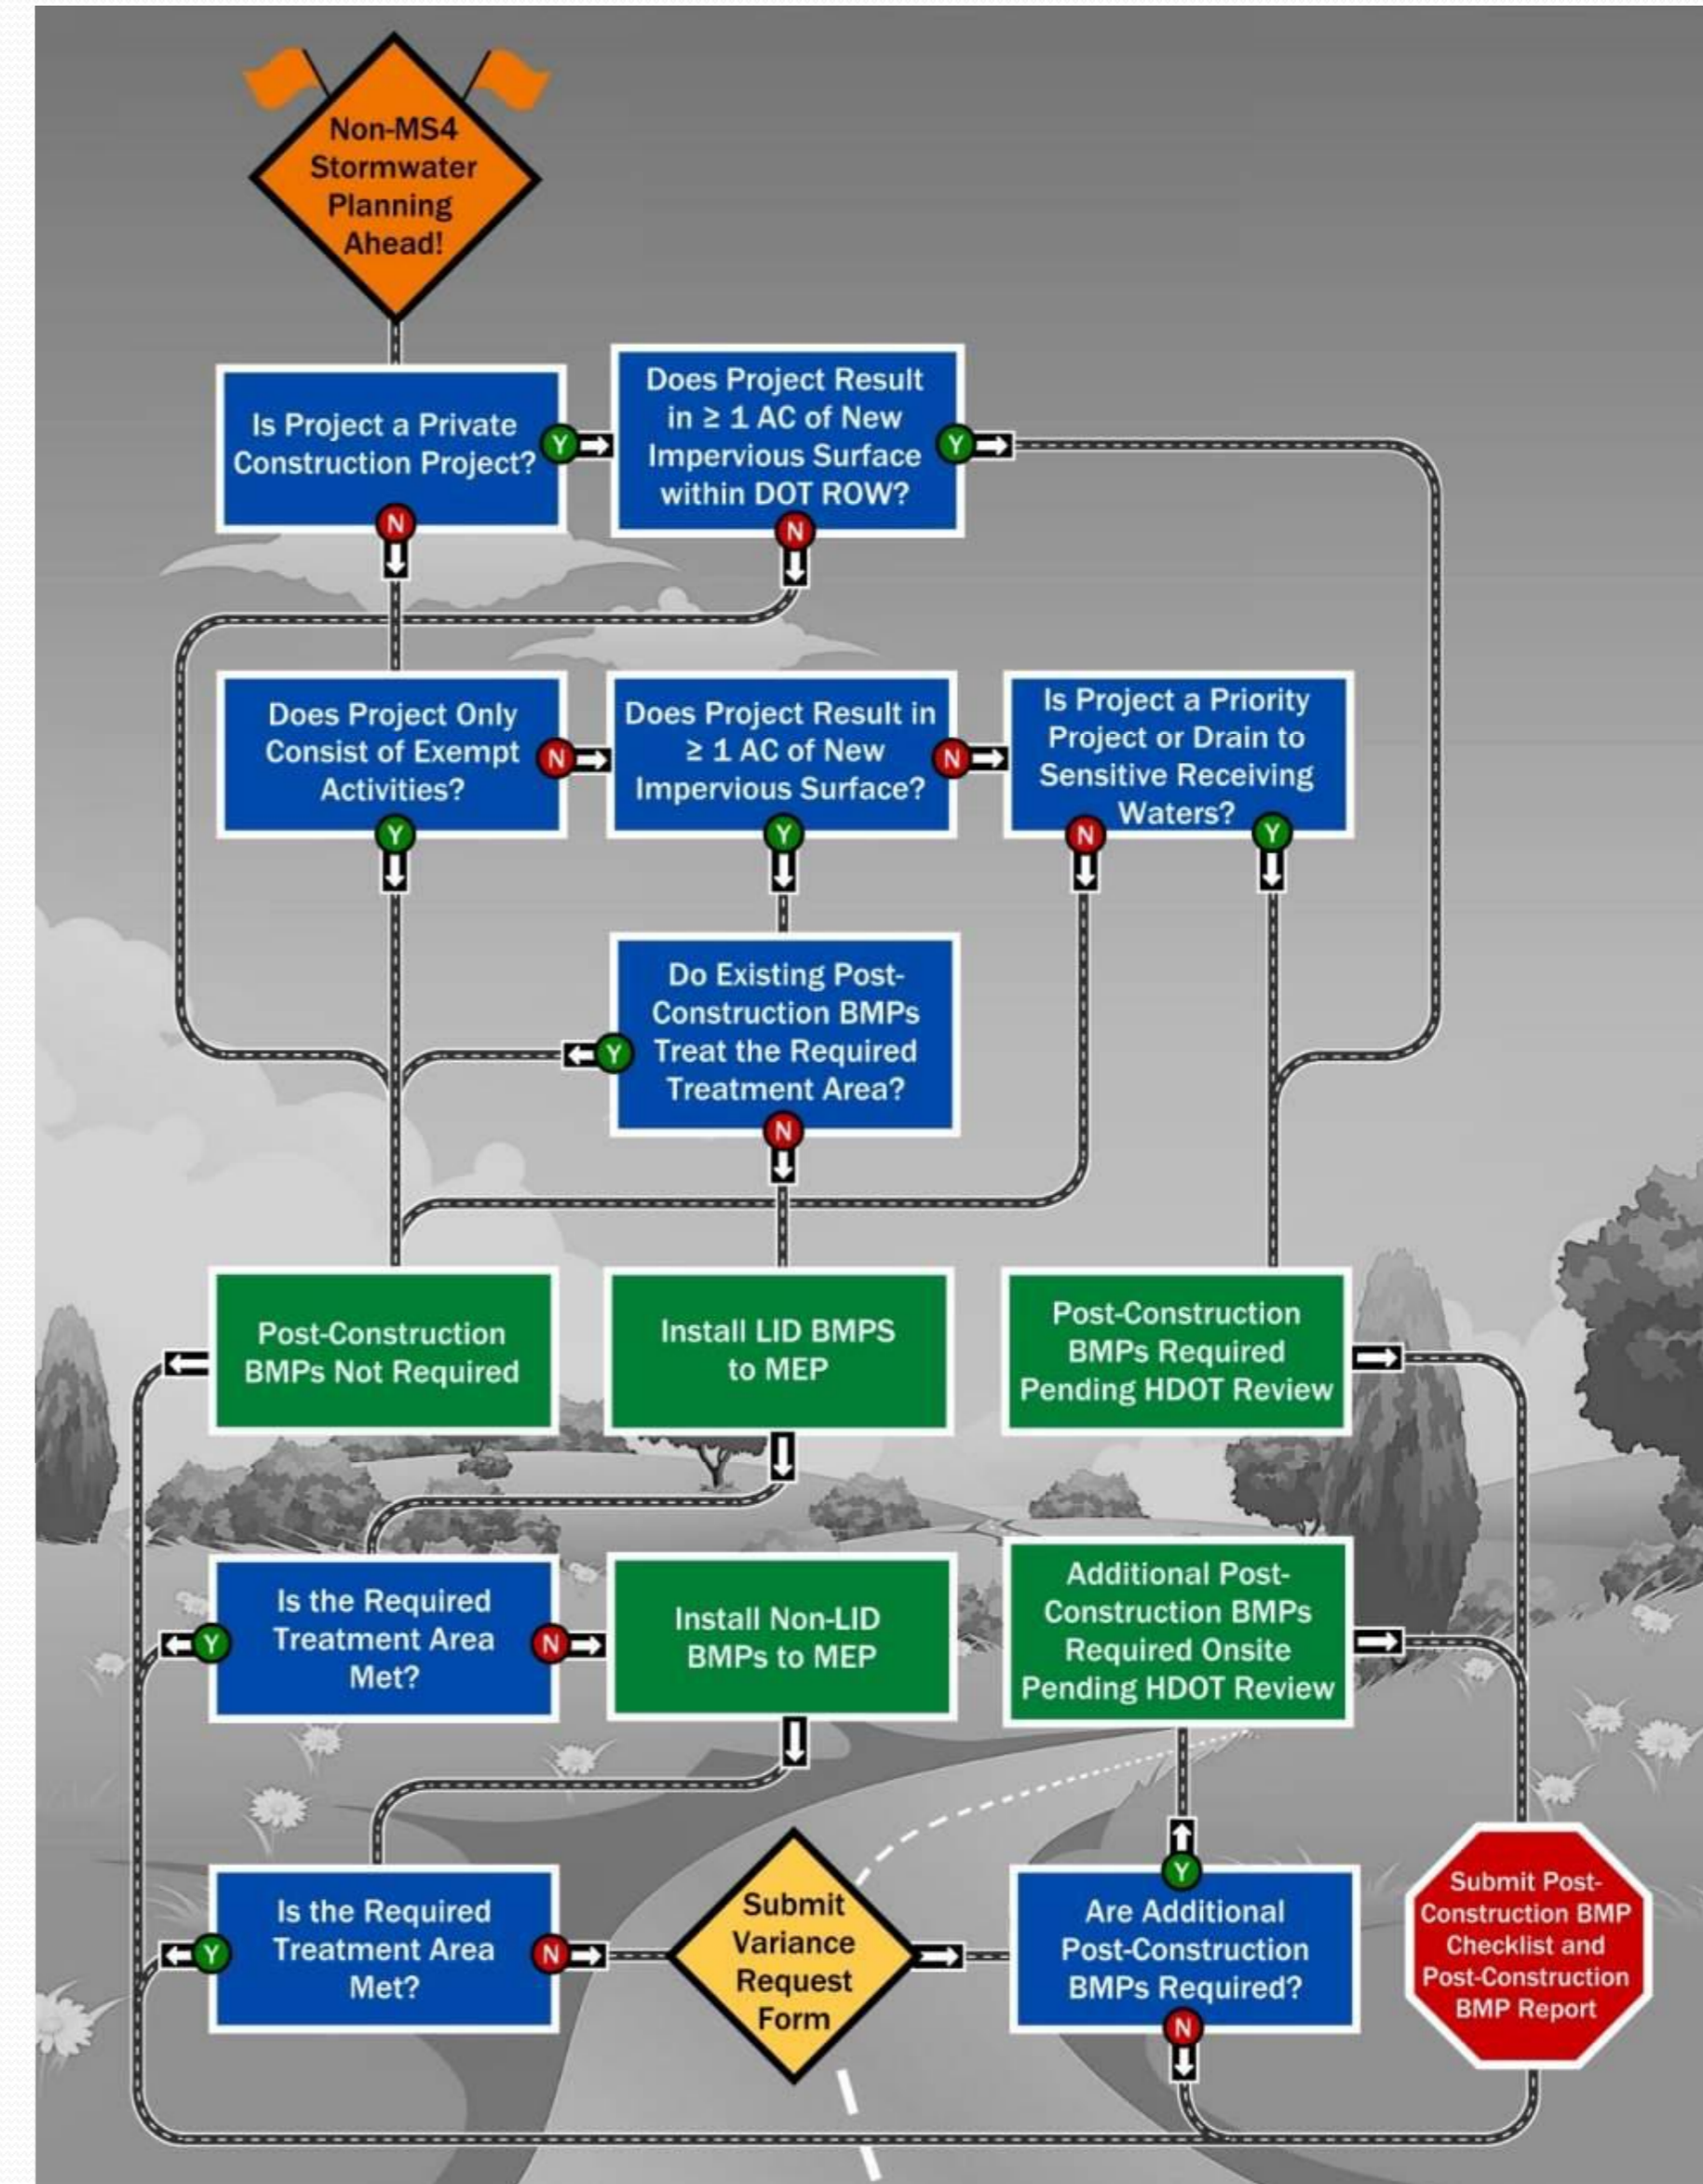 Non-MS4
Stormwater
Planning
Ahead!
Is Project a Private
Construction Project?
Y
N
Does Project Result
in ≥ 1 AC of New
Impervious Surface
within DOT ROW?
Y
N
Does Project Only
Consist of Exempt
Activities?
N
Y
Does Project Result in
≥ 1 AC of New
Impervious Surface?
N
Y
Is Project a Priority
Project or Drain to
Sensitive Receiving
Waters?
N
Y
Do Existing Post-
Construction BMPs
Treat the Required
Treatment Area?
Y
N
Post-Construction
BMPs Not Required
Install LID BMPS
to MEP
Post-Construction
BMPs Required
Pending HDOT Review
Is the Required
Treatment Area
Met?
Y
N
Install Non-LID
BMPs to MEP
Additional Post-
Construction BMPs
Required Onsite
Pending HDOT Review
Is the Required
Treatment Area
Met?
Y
N
Submit
Variance
Request
Form
Y
Are Additional
Post-Construction
BMPs Required?
N
Submit Post-
Construction BMP
Checklist and
Post-Construction
BMP Report